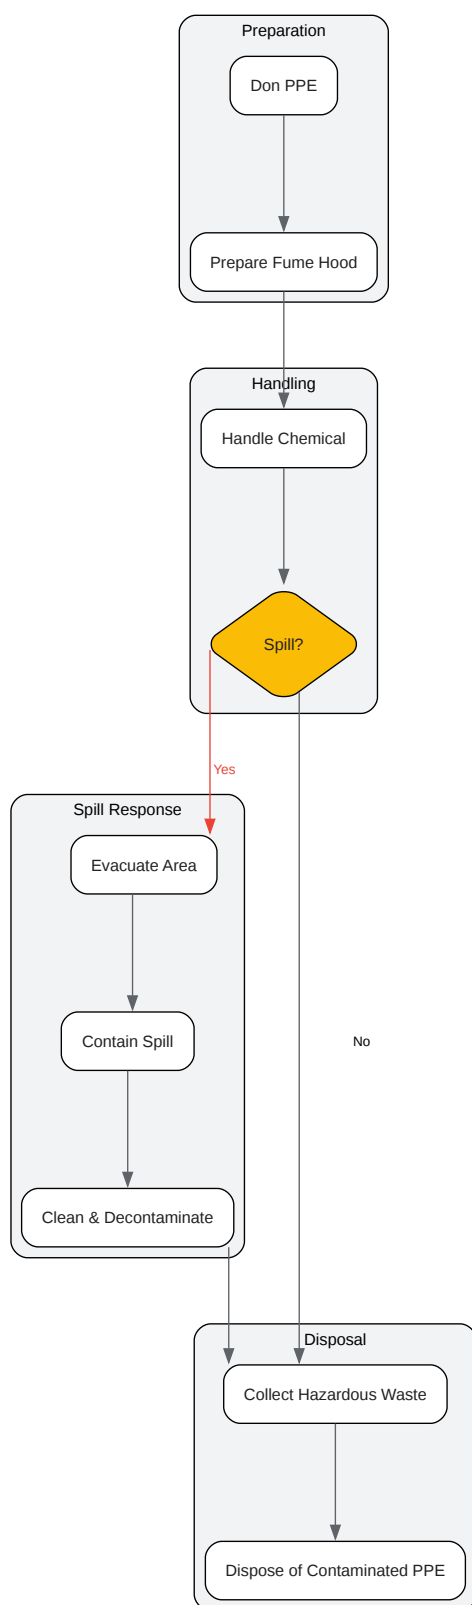 Preparation
Don PPE
Prepare Fume Hood
Handling
Handle Chemical
Spill?
Yes
Spill Response
Evacuate Area
Contain Spill
No
Clean & Decontaminate
Disposal
Collect Hazardous Waste
Dispose of Contaminated PPE